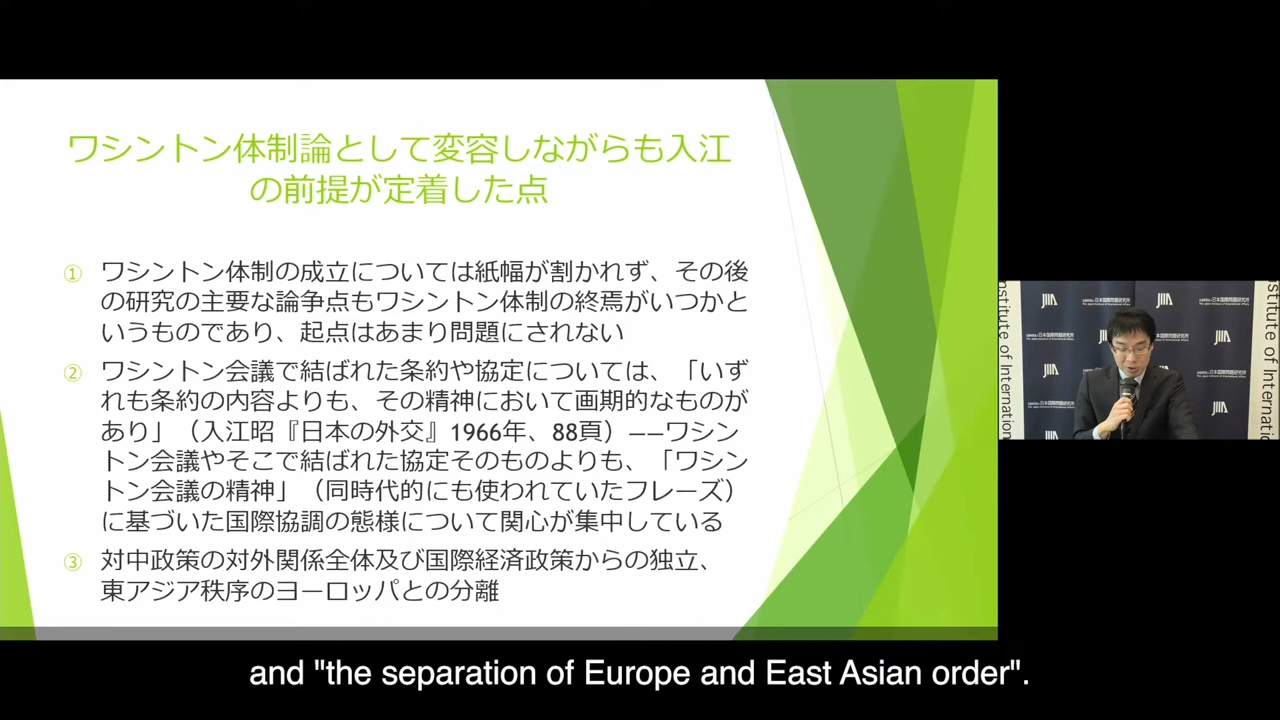 ワシントン体制論として変容しながらも入江
の前提が定着した点
① ワシントン体制の成立については紙幅が割かれず、その後
の研究の主要な論争点もワシントン体制の終焉がいつかと
いうものであり、起点はあまり問題にされない
② ワシントン会議で結ばれた条約や協定については、「いず
れも条約の内容よりも、その精神において画期的なものが
あり」（入江昭『日本の外交』1966年、88頁）——ワシン
トン会議やそこで結ばれた協定そのものよりも、「ワシン
トン会議の精神」（同時代的にも使われていたフレーズ）
に基づいた国際協調の態様について関心が集中している
③ 対中政策の対外関係全体及び国際経済政策からの独立、
東アジア秩序のヨーロッパとの分離
JIIA
日本国際問題研究所
stitute of Internation
and "the separation of Europe and East Asian order".